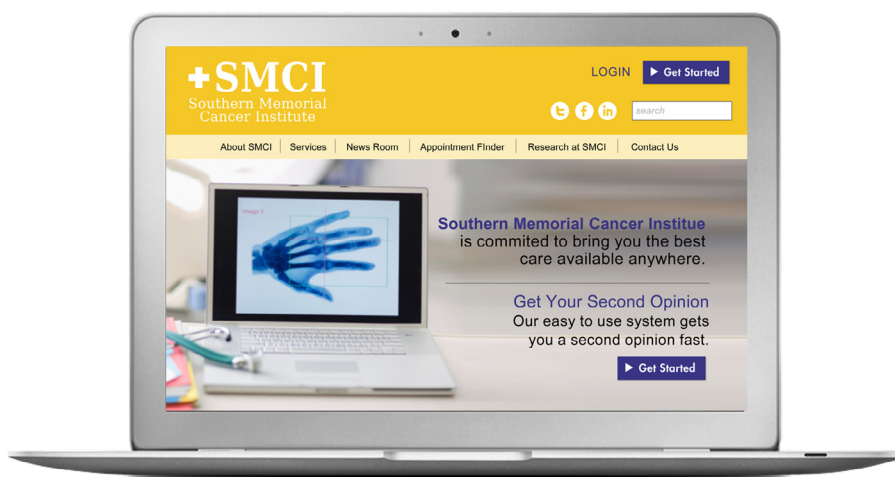 +SMCI
Southern Memorial
Cancer Institute
LOGIN
Get Started
search
About SMCI | Services | News Room | Appointment FInder | Research at SMCI | Contact Us
image 1
Southern Memorial Cancer Institue
is commited to bring you the best
care available anywhere.
Get Your Second Opinion
Our easy to use system gets
you a second opinion fast.
Get Started